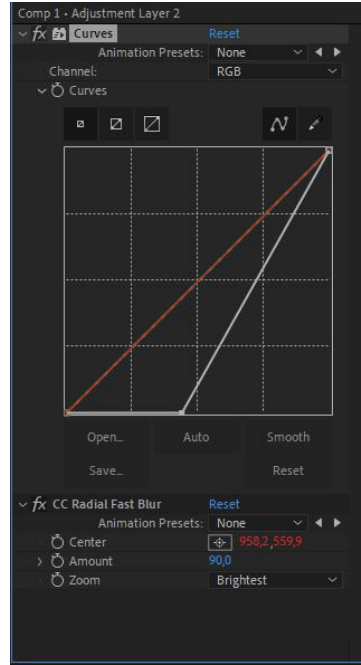 Comp 1 • Adjustment Layer 2
fx Curves Reset
Animation Presets: None
Channel: RGB
Curves
Open... Auto Smooth
Save... Reset
fx CC Radial Fast Blur Reset
Animation Presets: None
Center 958,2,559,9
Amount 90,0
Zoom Brightest